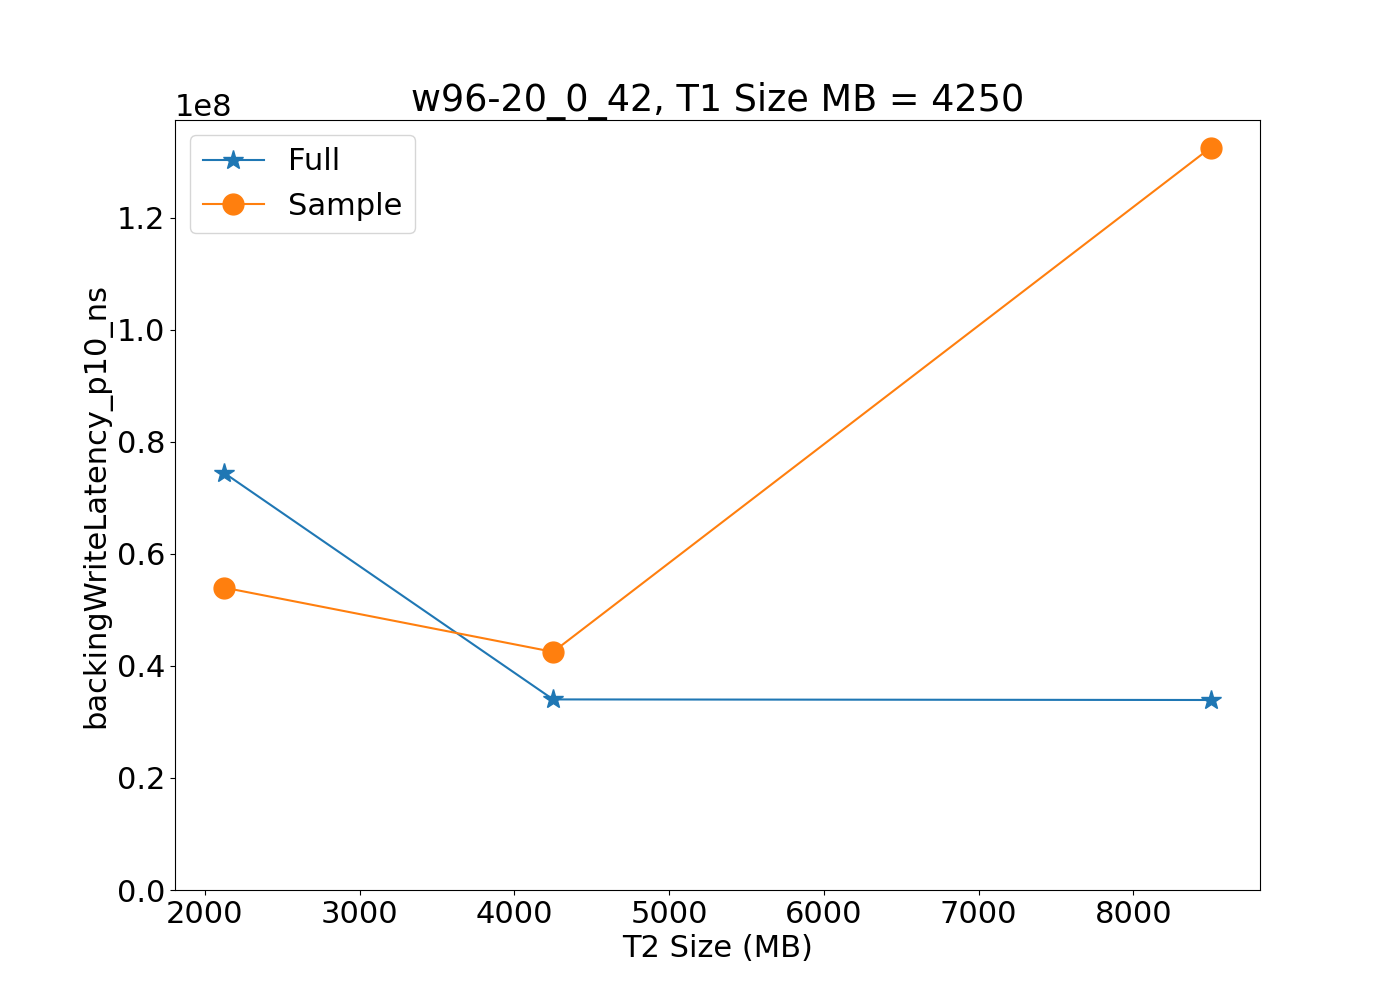 w96-20_0_42, T1 Size MB = 4250
1e8
Full
Sample
1.2
1.0
0.8
0.6
0.4
0.2
0.0
backingWriteLatency_p10_ns
2000 3000 4000 5000 6000 7000 8000
T2 Size (MB)